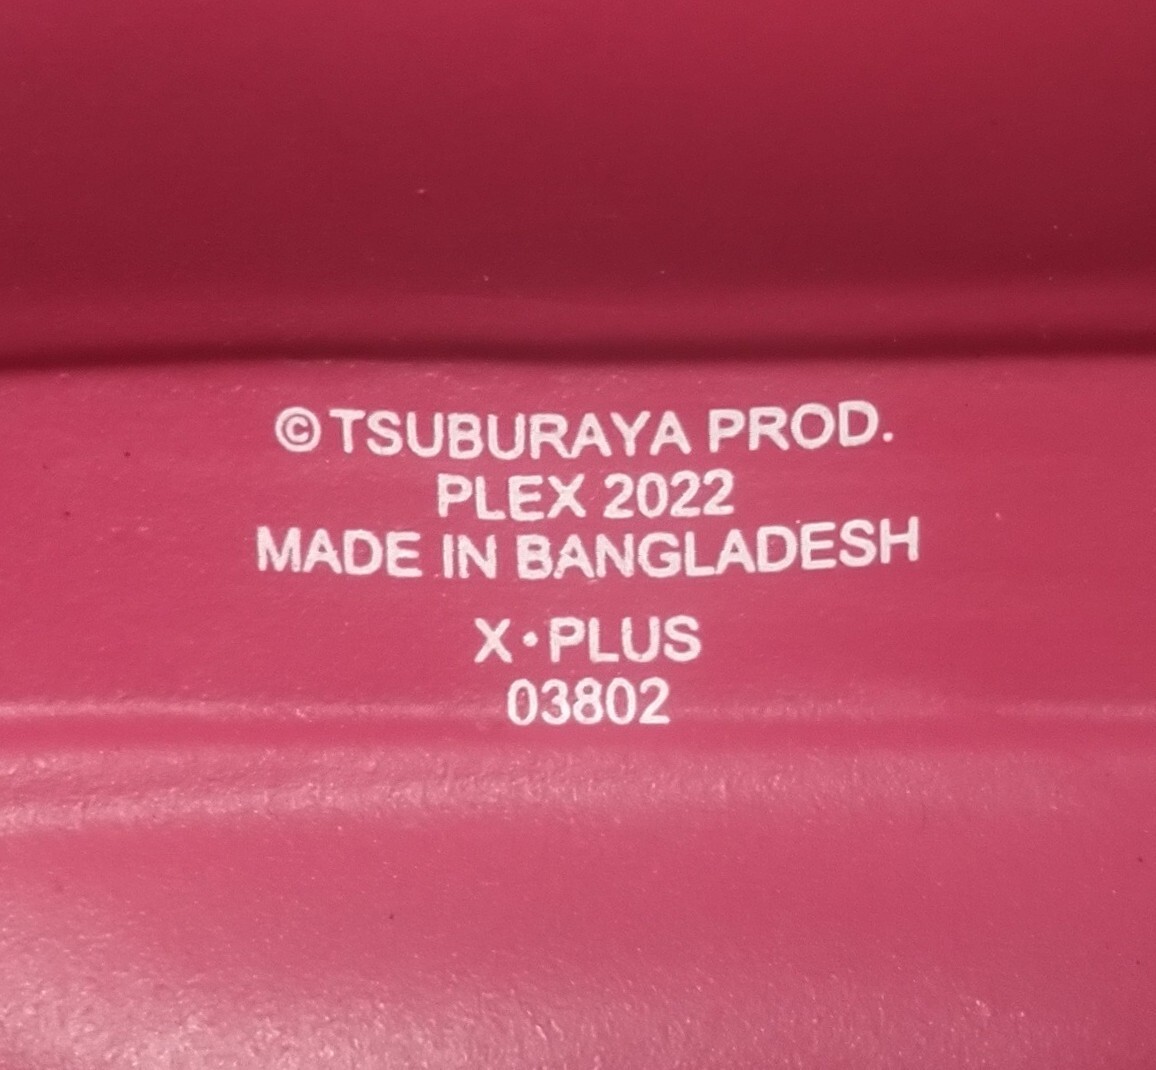 ©TSUBURAYA PROD.
PLEX 2022
MADE IN BANGLADESH
X・PLUS
03802